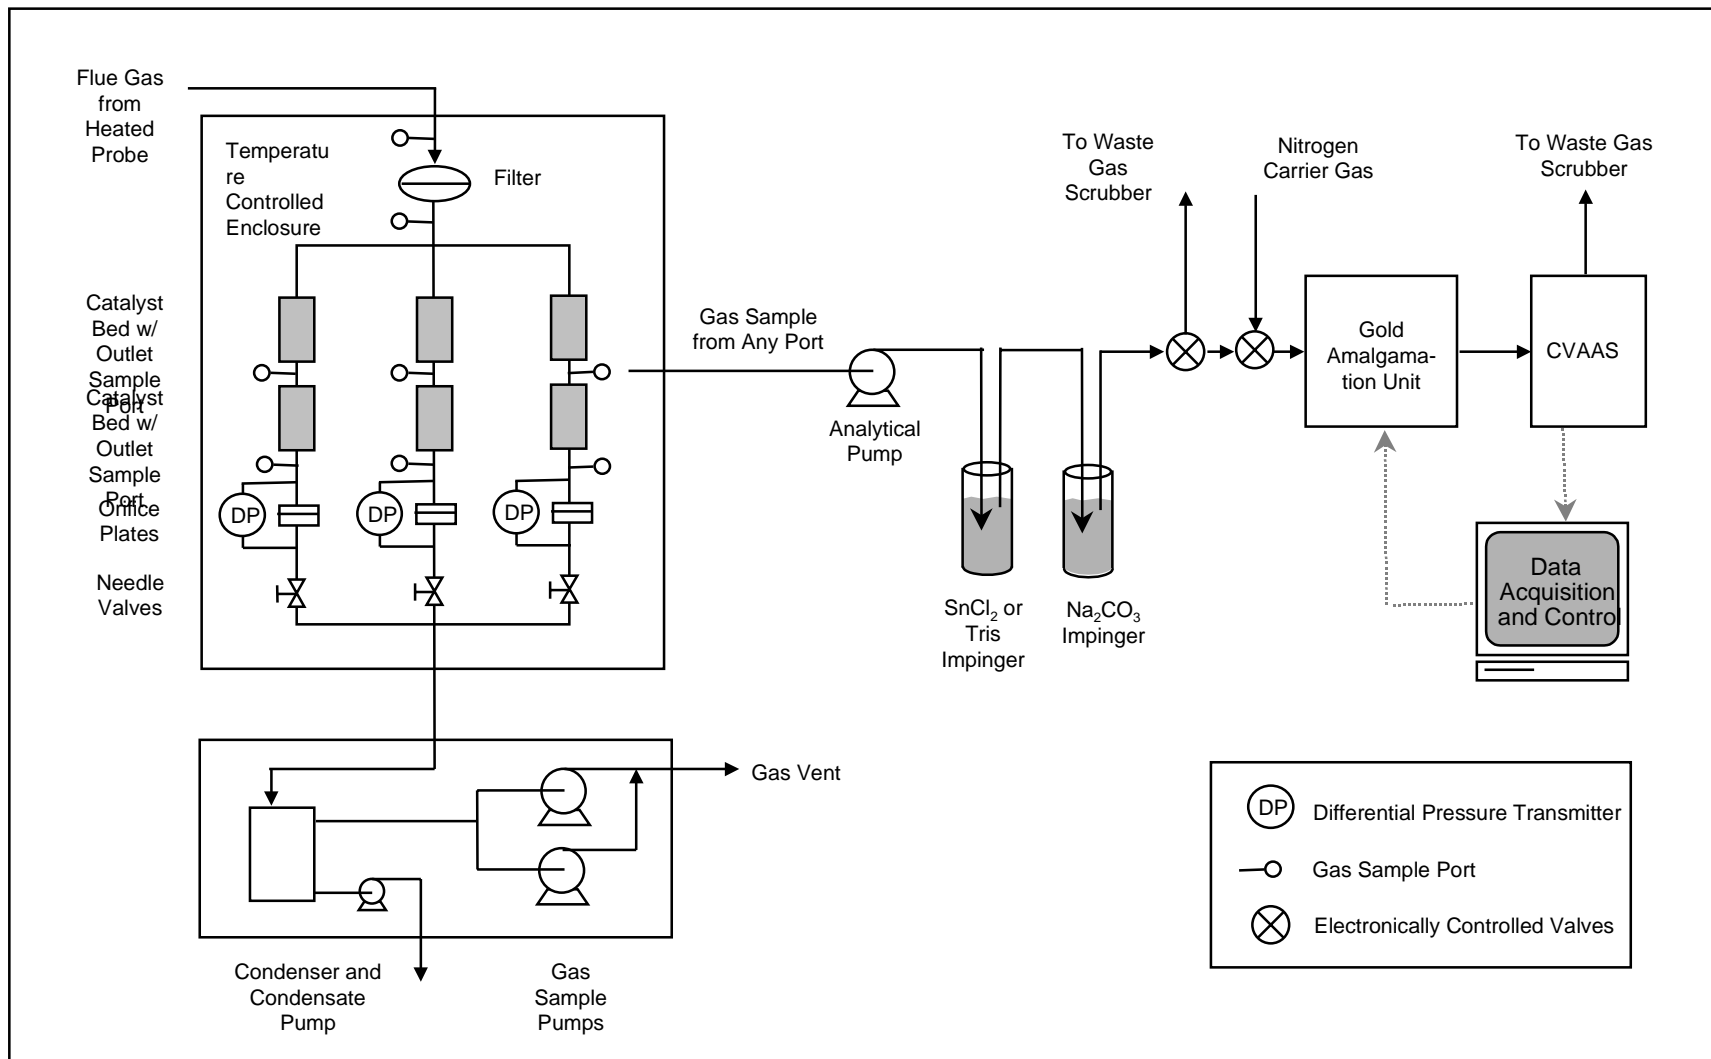 Flue Gas
from
Heated
Probe
Temperatu
re
Controlled
Enclosure
Filter
Catalyst
Bed w/
Outlet
Sample
Port
Catalyst
Bed w/
Outlet
Sample
Port
Orifice
Plates
DP
DP
DP
Needle
Valves
Gas Sample
from Any Port
Analytical
Pump
SnCl₂ or
Tris
Impinger
Na₂CO₃
Impinger
To Waste
Gas
Scrubber
Nitrogen
Carrier Gas
To Waste Gas
Scrubber
Gold
Amalgama-
tion Unit
CVAAS
Data
Acquisition
and Control
Gas Vent
Condenser and
Condensate
Pump
Gas
Sample
Pumps
DP
Differential Pressure Transmitter
Gas Sample Port
Electronically Controlled Valves